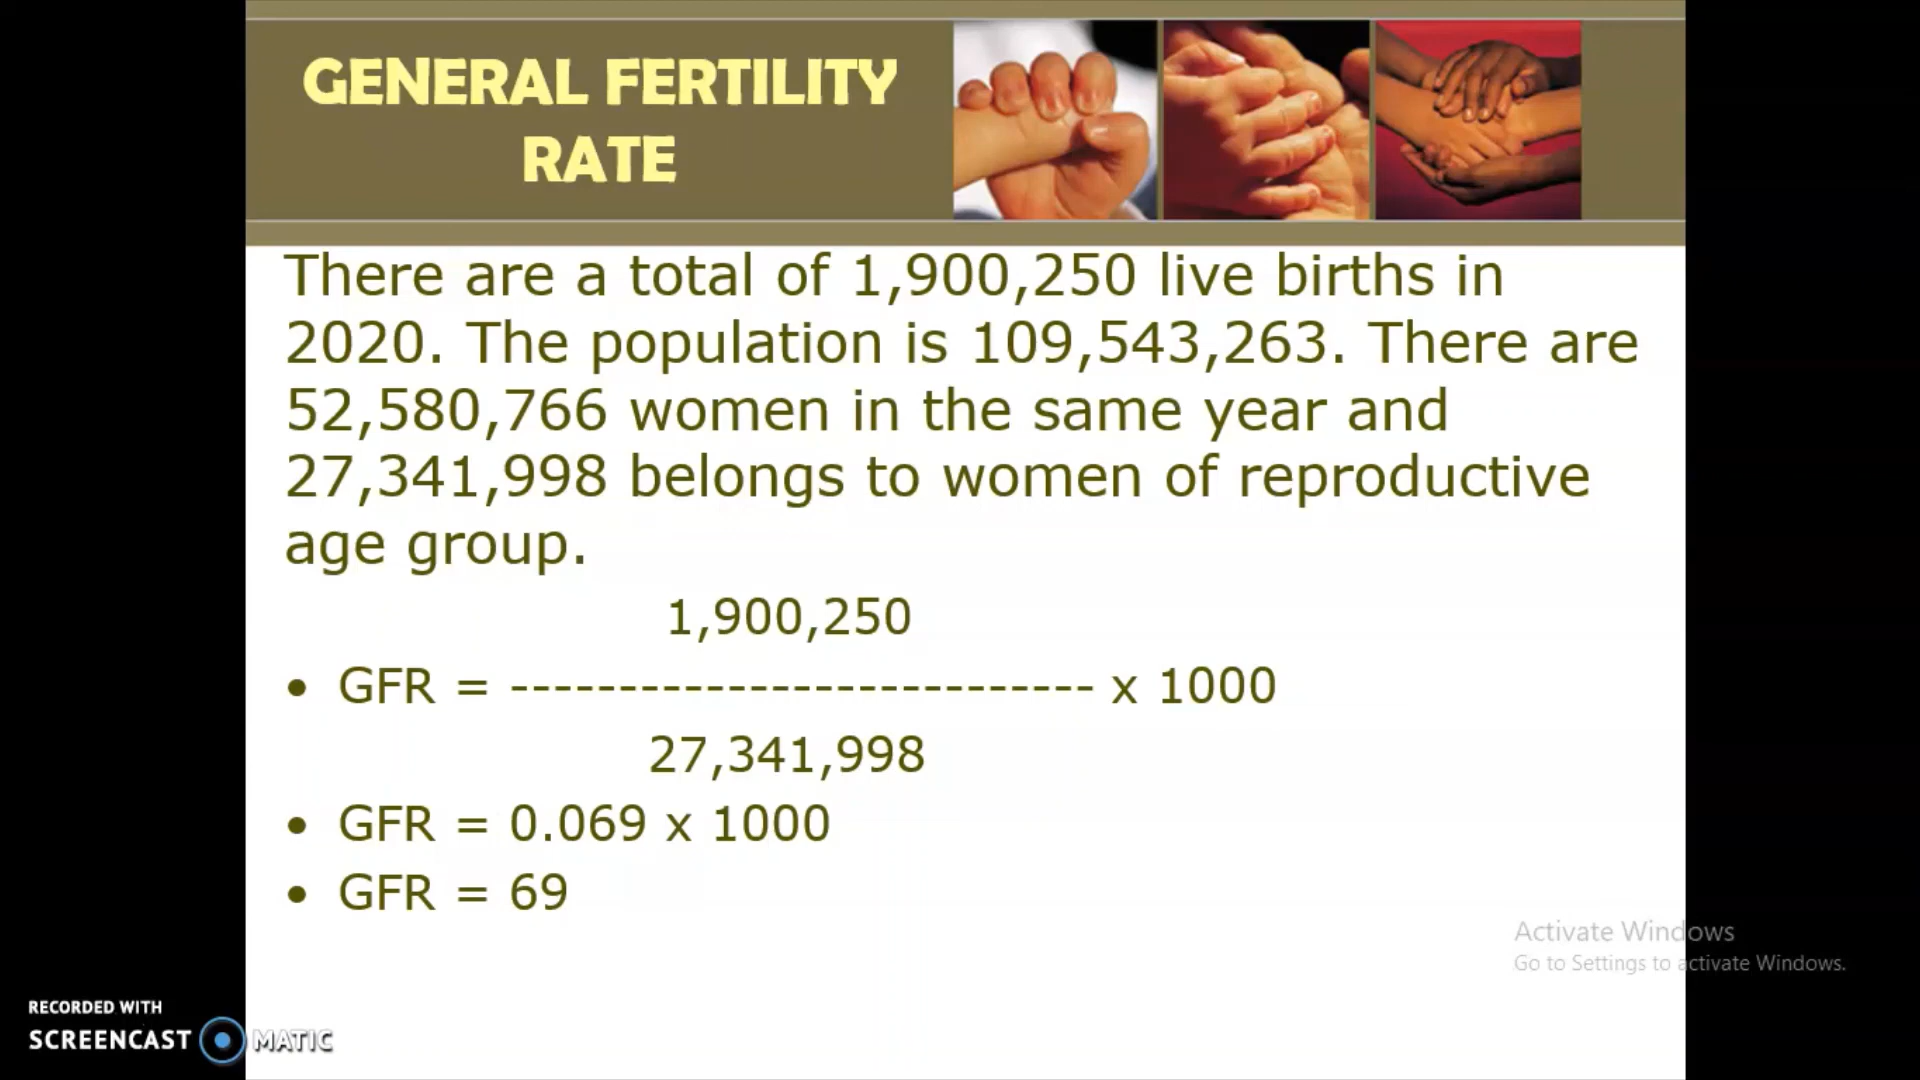 GENERAL FERTILITY
RATE
There are a total of 1,900,250 live births in
2020. The population is 109,543,263. There are
52,580,766 women in the same year and
27,341,998 belongs to women of reproductive
age group.
1,900,250
• GFR = --------------------------- x 1000
27,341,998
• GFR = 0.069 x 1000
• GFR = 69
Activate Windows
Go to Settings to activate Windows.
RECORDED WITH
SCREENCAST MATIC